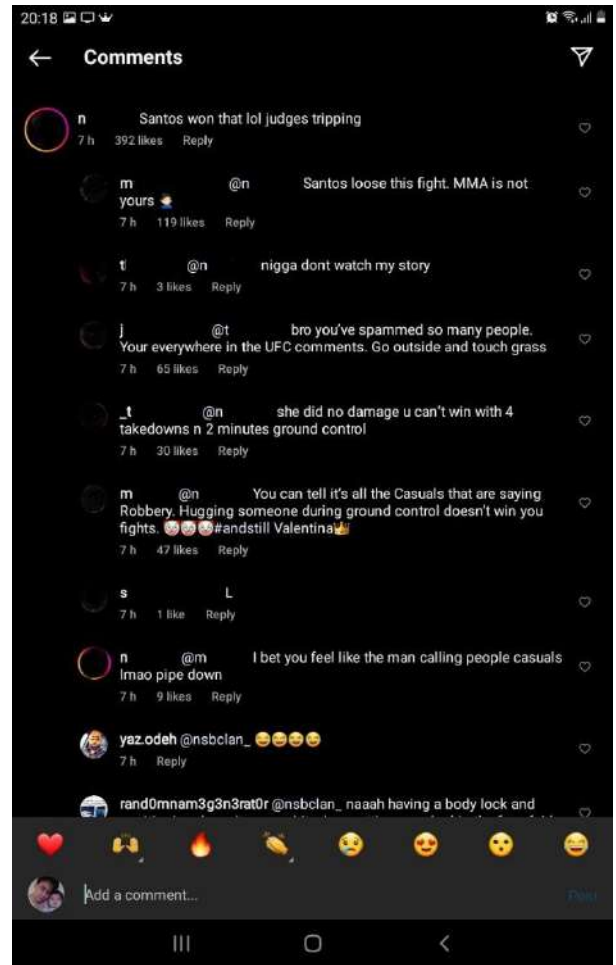 20:18
Comments
n Santos won that lol judges tripping
7 h 392 likes Reply
m @n Santos loose this fight. MMA is not
yours
7 h 119 likes Reply
t @n nigga dont watch my story
7 h 3 likes Reply
j @t bro you've spammed so many people.
Your everywhere in the UFC comments. Go outside and touch grass
7 h 65 likes Reply
_t @n she did no damage u can't win with 4
takedowns n 2 minutes ground control
7 h 30 likes Reply
m @n You can tell it's all the Casuals that are saying
Robbery. Hugging someone during ground control doesn't win you
fights. 🤡🤡🤡#andstill Valentina👑
7 h 47 likes Reply
s L
7 h 1 like Reply
n @m I bet you feel like the man calling people casuals
lmao pipe down
7 h 9 likes Reply
yaz.odeh @nsbclan_ 😂😂😂😂
7 h Reply
rand0mnam3g3n3rat0r @nsbclan_ naaah having a body lock and
Add a comment...
Post